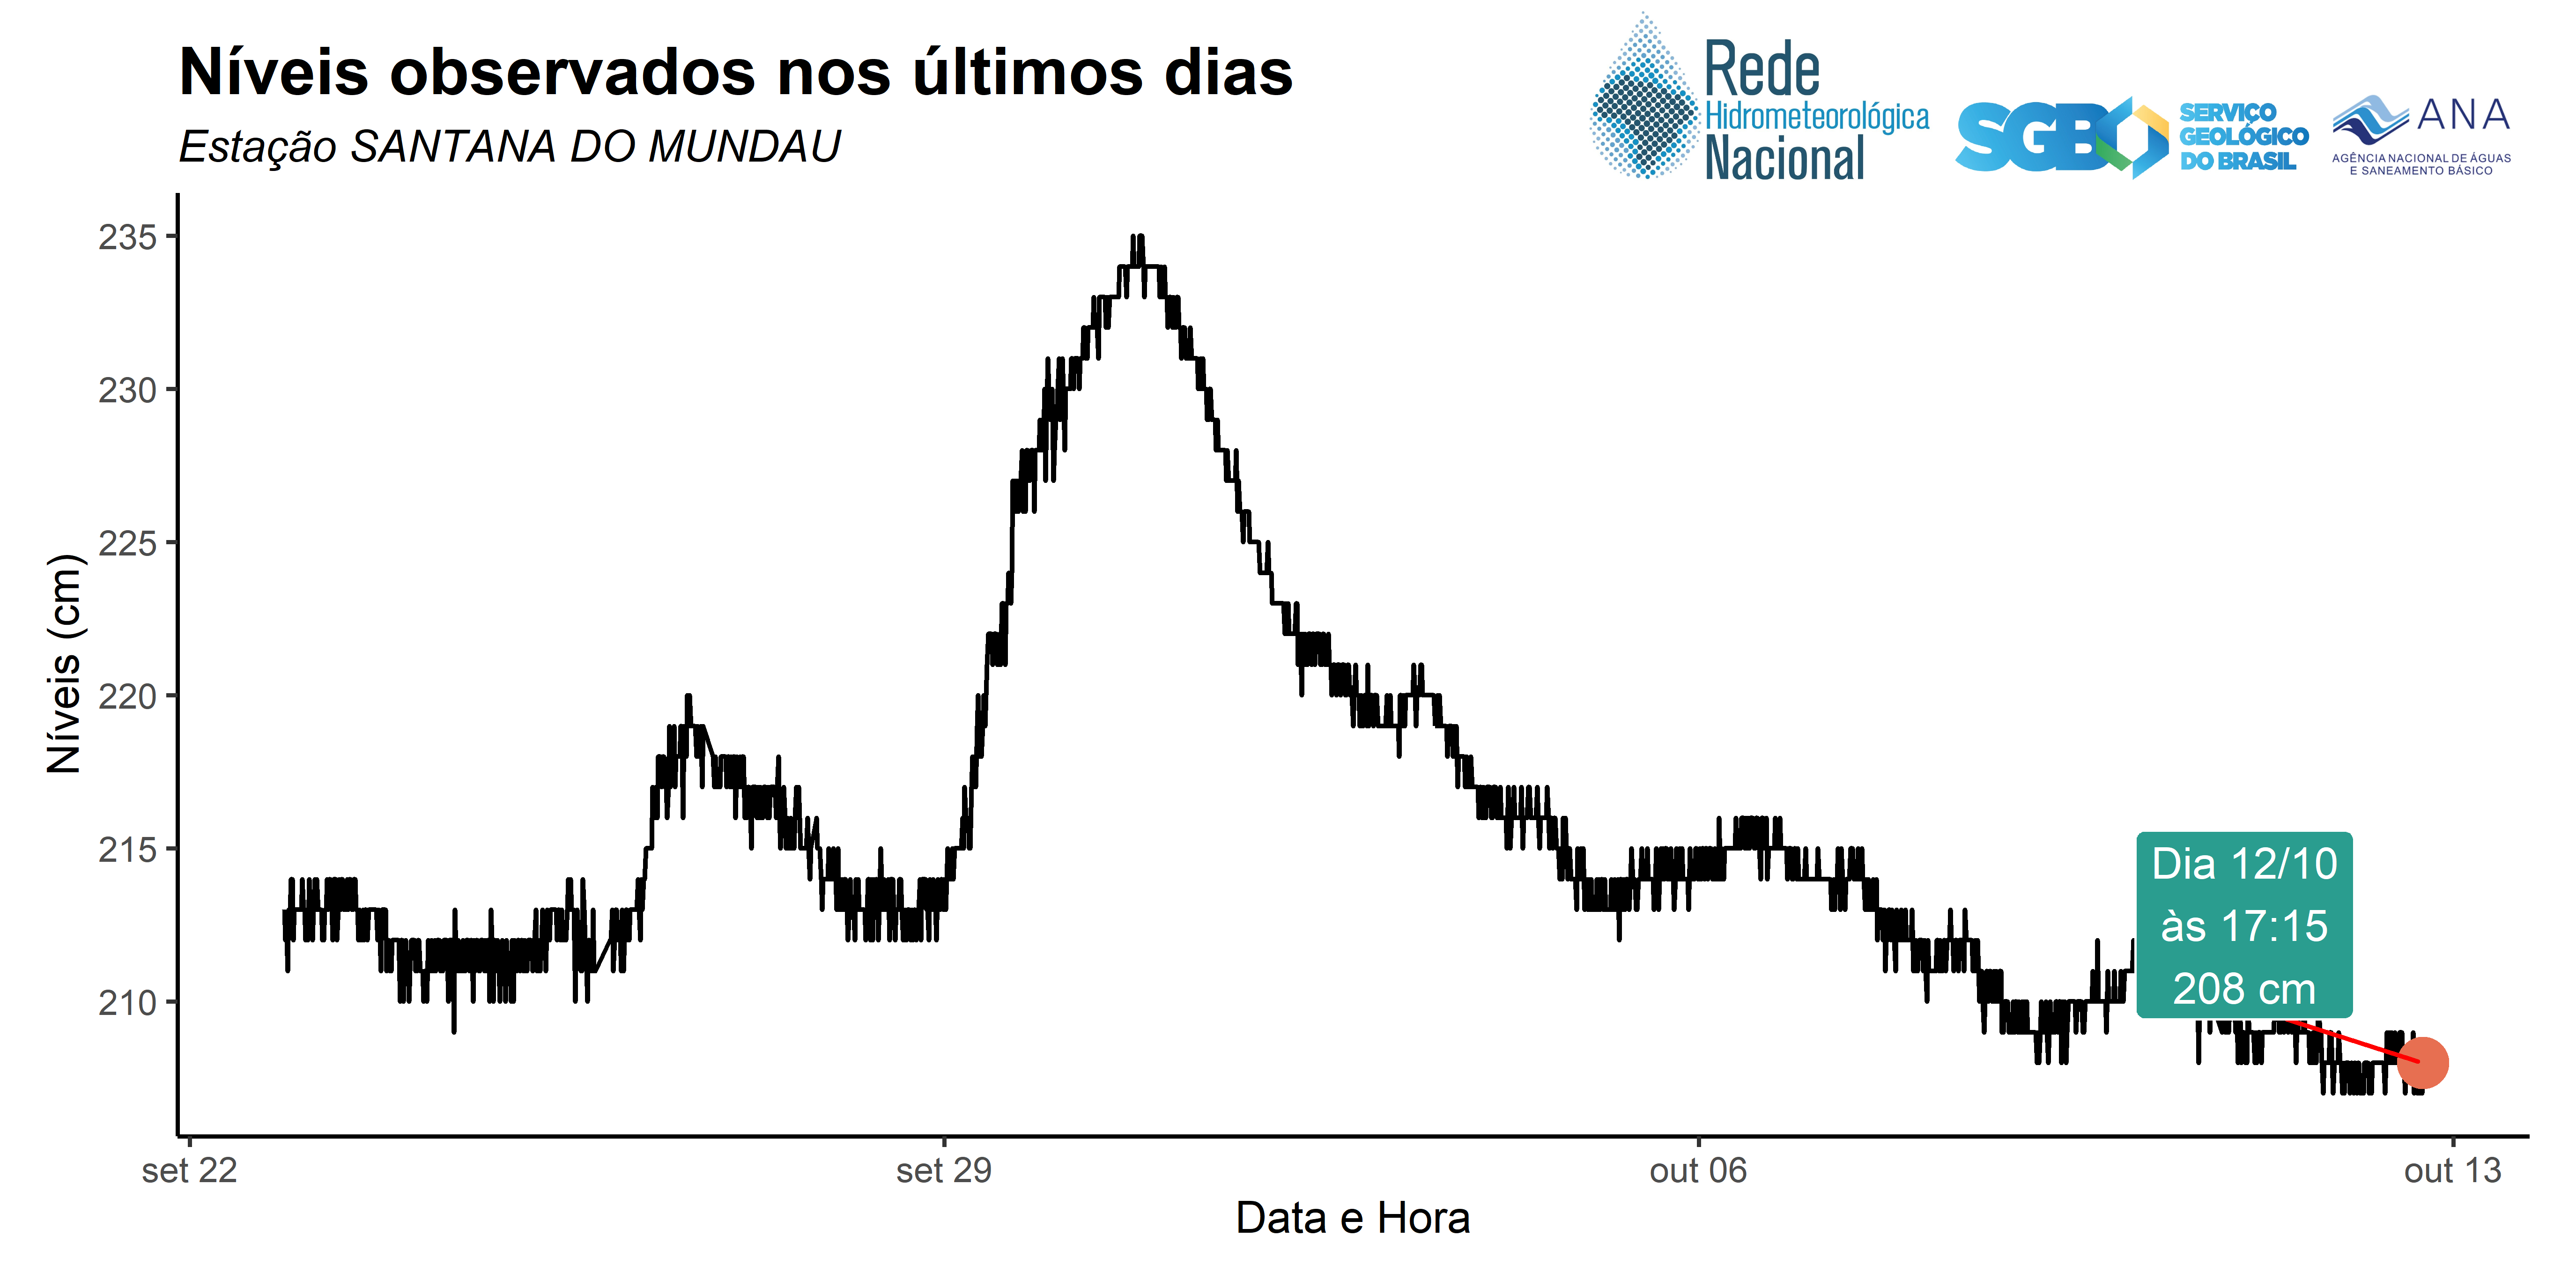 Níveis observados nos últimos dias
Estação SANTANA DO MUNDAU
Rede
Hidrometeorológica
Nacional
SGB
SERVIÇO
GEOLÓGICO
DO BRASIL
ANA
AGÊNCIA NACIONAL DE ÁGUAS
E SANEAMENTO BÁSICO
Níveis (cm)
235
230
225
220
215
210
Dia 12/10
às 17:15
208 cm
set 22
set 29
out 06
out 13
Data e Hora